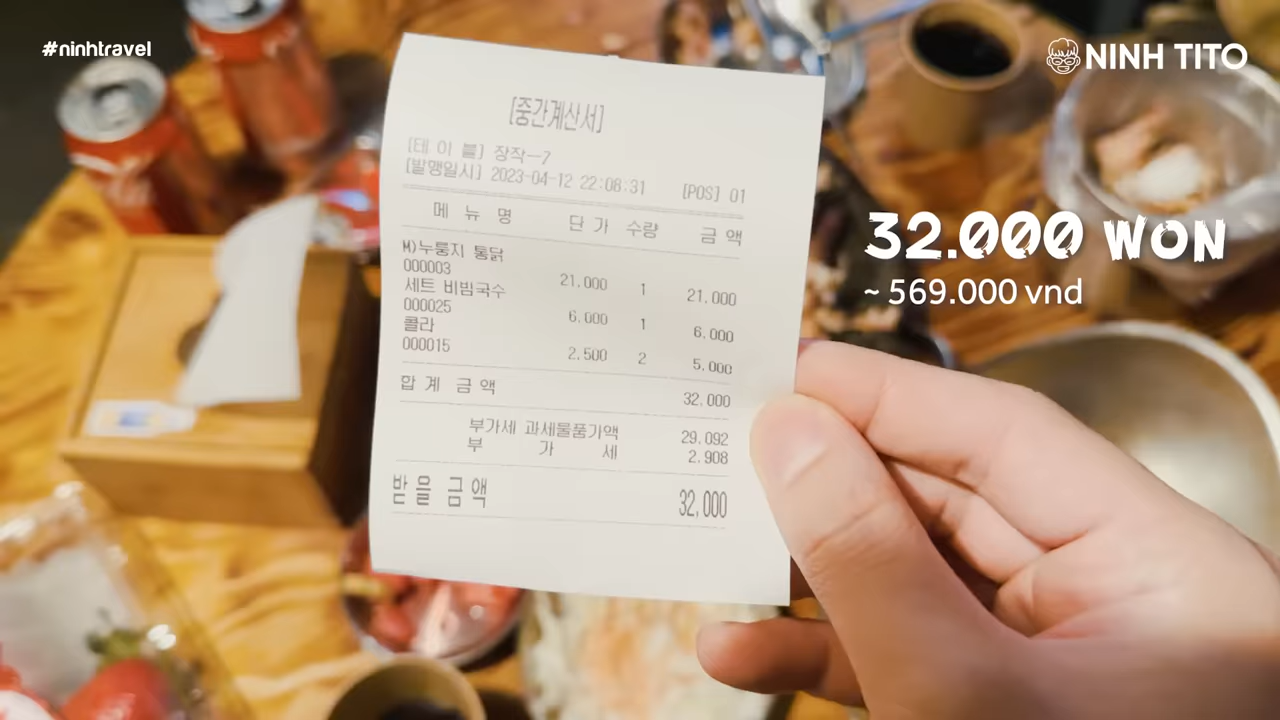 #ninhtravel
NINH TITO
[중간계산서]
[테 이 블] 장작-7
[발행일시] 2023-04-12 22:08:31 [POS] 01
메 뉴 명 단 가 수량 금 액
M)누룽지 통닭
000003 21.000 1 21.000
세트 비빔국수
000025 6.000 1 6.000
콜라
000015 2.500 2 5.000
합 계 금 액 32.000
부가세 과세물품가액 29.092
부 가 세 2.908
받 을 금 액 32,000
32.000 WON
~ 569.000 vnd